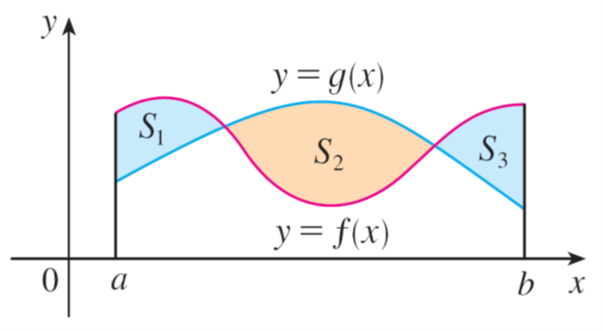 y
y = g(x)
S₁
S₂
S₃
y = f(x)
0
a
b
x